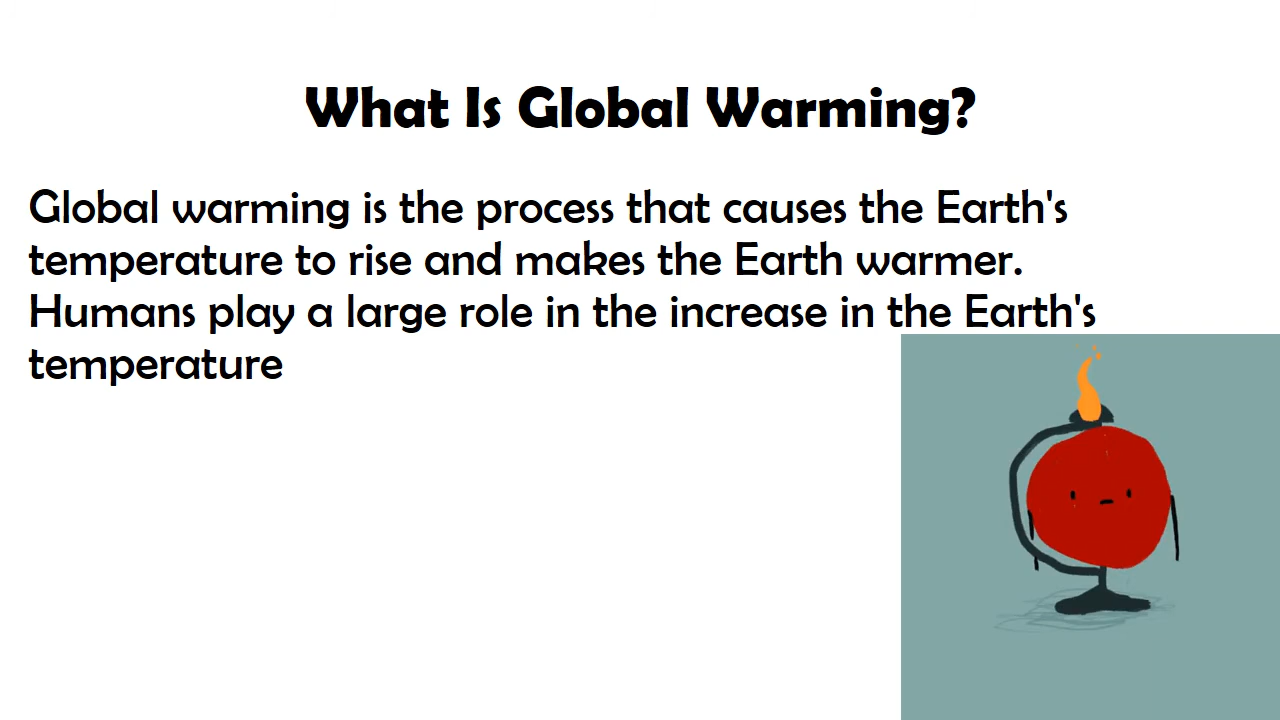 What Is Global Warming?
Global warming is the process that causes the Earth's
temperature to rise and makes the Earth warmer.
Humans play a large role in the increase in the Earth's
temperature